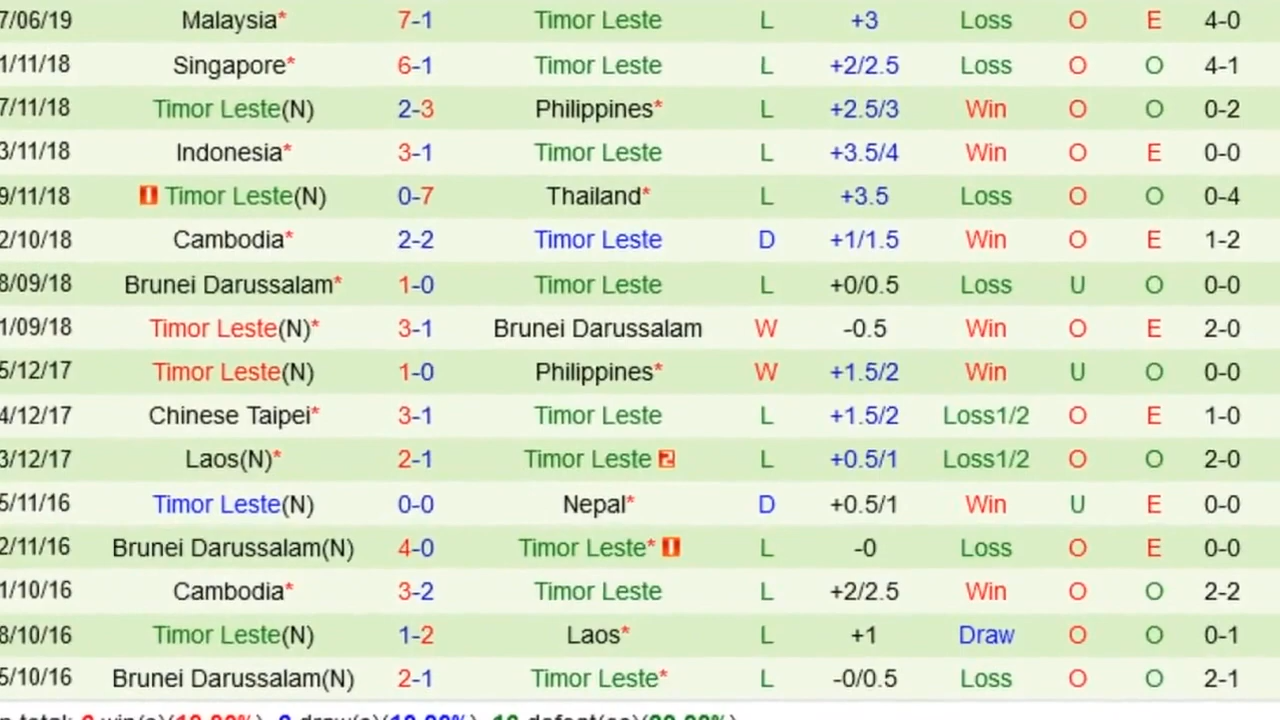 7/06/19 Malaysia* 7-1 Timor Leste L +3 Loss O E 4-0
1/11/18 Singapore* 6-1 Timor Leste L +2/2.5 Loss O O 4-1
7/11/18 Timor Leste(N) 2-3 Philippines* L +2.5/3 Win O O 0-2
3/11/18 Indonesia* 3-1 Timor Leste L +3.5/4 Win O E 0-0
9/11/18 1 Timor Leste(N) 0-7 Thailand* L +3.5 Loss O O 0-4
2/10/18 Cambodia* 2-2 Timor Leste D +1/1.5 Win O E 1-2
8/09/18 Brunei Darussalam* 1-0 Timor Leste L +0/0.5 Loss U O 0-0
1/09/18 Timor Leste(N)* 3-1 Brunei Darussalam W -0.5 Win O E 2-0
5/12/17 Timor Leste(N) 1-0 Philippines* W +1.5/2 Win U O 0-0
4/12/17 Chinese Taipei* 3-1 Timor Leste L +1.5/2 Loss1/2 O E 1-0
3/12/17 Laos(N)* 2-1 Timor Leste 2 L +0.5/1 Loss1/2 O O 2-0
5/11/16 Timor Leste(N) 0-0 Nepal* D +0.5/1 Win U E 0-0
2/11/16 Brunei Darussalam(N) 4-0 Timor Leste* 1 L -0 Loss O E 0-0
1/10/16 Cambodia* 3-2 Timor Leste L +2/2.5 Win O O 2-2
8/10/16 Timor Leste(N) 1-2 Laos* L +1 Draw O O 0-1
5/10/16 Brunei Darussalam(N) 2-1 Timor Leste* L -0/0.5 Loss O O 2-1